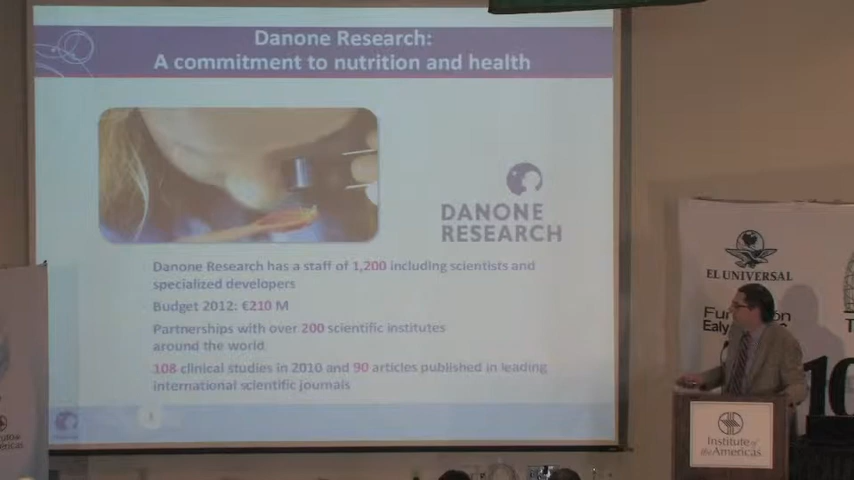 Danone Research:
A commitment to nutrition and health
DANONE
RESEARCH
Danone Research has a staff of 1,200 including scientists and
specialized developers
Budget 2012: €210 M
Partnerships with over 200 scientific institutes
around the world
108 clinical studies in 2010 and 90 articles published in leading
international scientific journals
EL UNIVERSAL
Institute of
the Americas
10